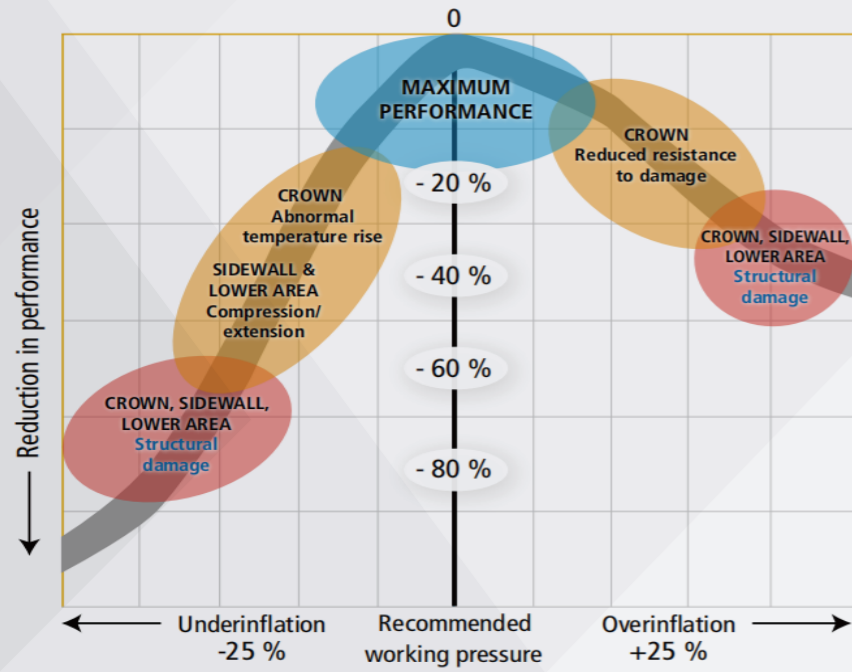 0
MAXIMUM
PERFORMANCE
CROWN
Reduced resistance
to damage
- 20 %
CROWN
Abnormal
temperature rise
SIDEWALL &
LOWER AREA
Compression/
extension
CROWN, SIDEWALL,
LOWER AREA
Structural
damage
- 40 %
- 60 %
CROWN, SIDEWALL,
LOWER AREA
Structural
damage
- 80 %
Reduction in performance
Underinflation
-25 %
Recommended
working pressure
Overinflation
+25 %